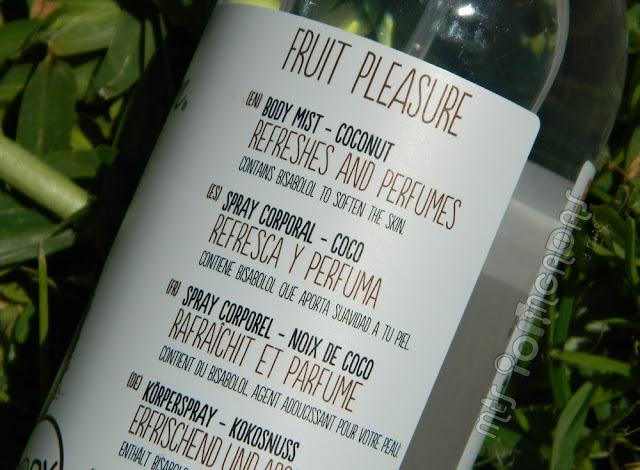 FRUIT PLEASURE
(EN) BODY MIST - COCONUT
REFRESHES AND PERFUMES
CONTAINS BISABOLOL TO SOFTEN THE SKIN.
(ES) SPRAY CORPORAL - COCO
REFRESCA Y PERFUMA
CONTIENE BISABOLOL QUE APORTA SUAVIDAD A TU PIEL.
(FR) SPRAY CORPOREL - NOIX DE COCO
RAFRAÎCHIT ET PARFUME
CONTIENT DU BISABOLOL, AGENT ADOUCISSANT POUR VOTRE PEAU.
(DE) KÖRPERSPRAY - KOKOSNUSS
ERFRISCHEND UND
ENTHÄLT